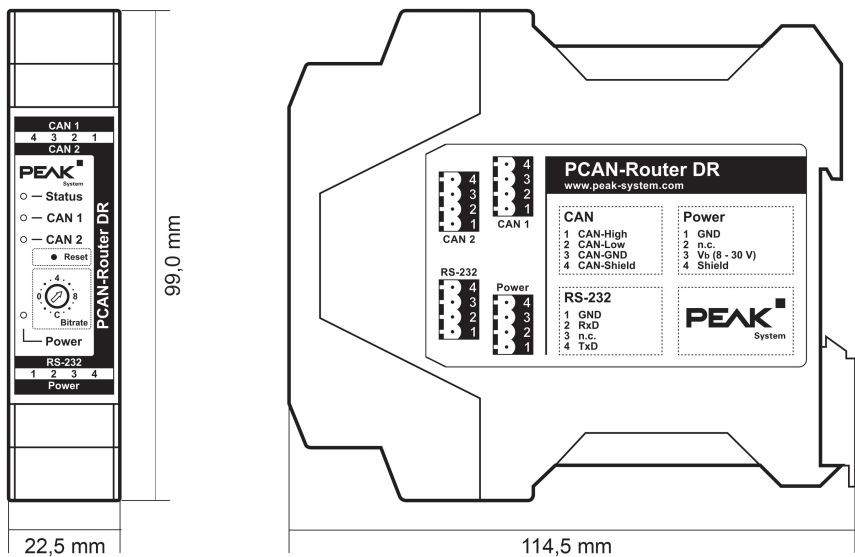 CAN 1
4 3 2 1
CAN 2
PEAK
System
Status
CAN 1
CAN 2
Reset
4
0 8
C
Bitrate
Power
PCAN-Router DR
RS-232
1 2 3 4
Power
22,5 mm
99,0 mm
4
3
2
1
CAN 2
4
3
2
1
CAN 1
RS-232
4
3
2
1
Power
4
3
2
1
PCAN-Router DR
www.peak-system.com
CAN
1 CAN-High
2 CAN-Low
3 CAN-GND
4 CAN-Shield
Power
1 GND
2 n.c.
3 Vb (8 - 30 V)
4 Shield
RS-232
1 GND
2 RxD
3 n.c.
4 TxD
PEAK
System
114,5 mm